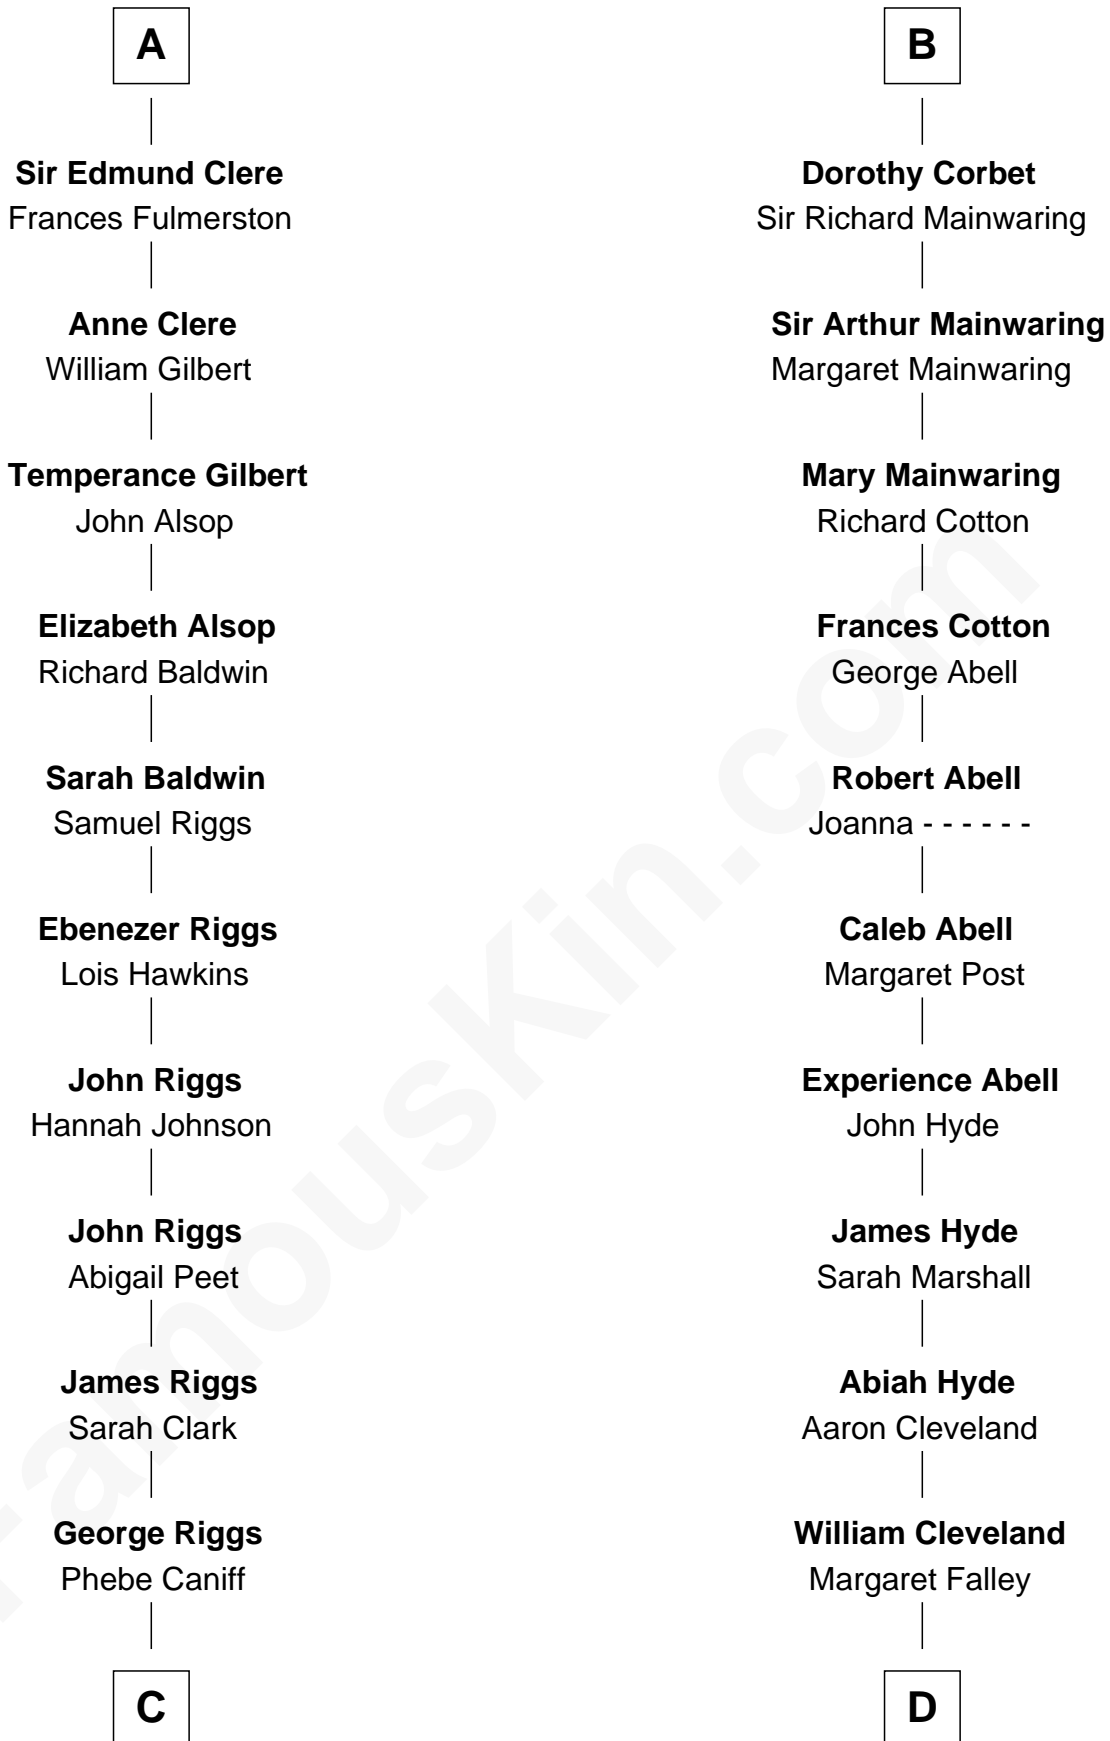 A
Sir Edmund Clere
Frances Fulmerston
Anne Clere
William Gilbert
Temperance Gilbert
John Alsop
Elizabeth Alsop
Richard Baldwin
Sarah Baldwin
Samuel Riggs
Ebenezer Riggs
Lois Hawkins
John Riggs
Hannah Johnson
John Riggs
Abigail Peet
James Riggs
Sarah Clark
George Riggs
Phebe Caniff
C
B
Dorothy Corbet
Sir Richard Mainwaring
Sir Arthur Mainwaring
Margaret Mainwaring
Mary Mainwaring
Richard Cotton
Frances Cotton
George Abell
Robert Abell
Joanna - - - - - -
Caleb Abell
Margaret Post
Experience Abell
John Hyde
James Hyde
Sarah Marshall
Abiah Hyde
Aaron Cleveland
William Cleveland
Margaret Falley
D
FamousKin.com